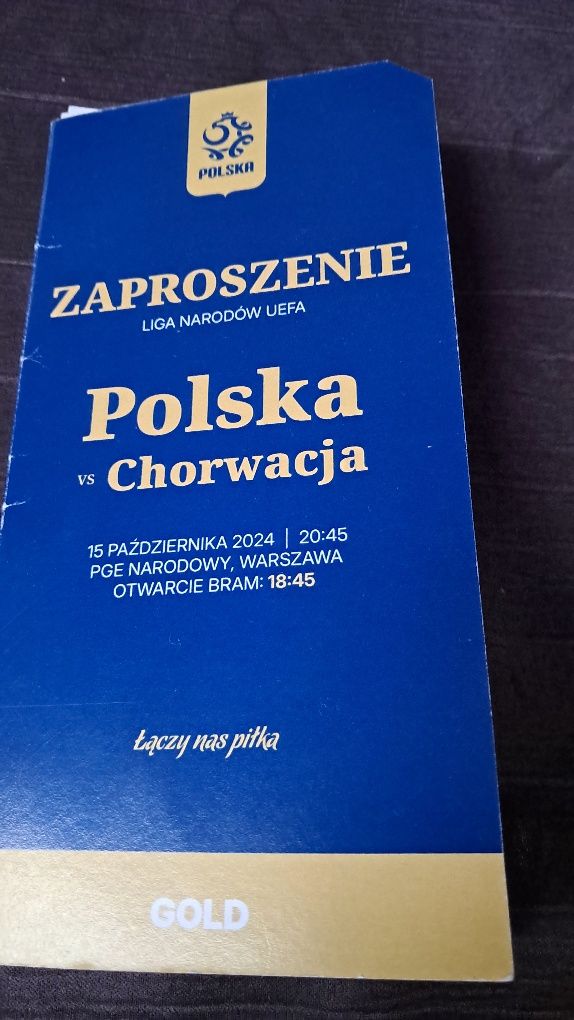 POLSKA
ZAPROSZENIE
LIGA NARODÓW UEFA
Polska
vs Chorwacja
15 PAŹDZIERNIKA 2024 | 20:45
PGE NARODOWY, WARSZAWA
OTWARCIE BRAM: 18:45
Łączy nas piłka
GOLD